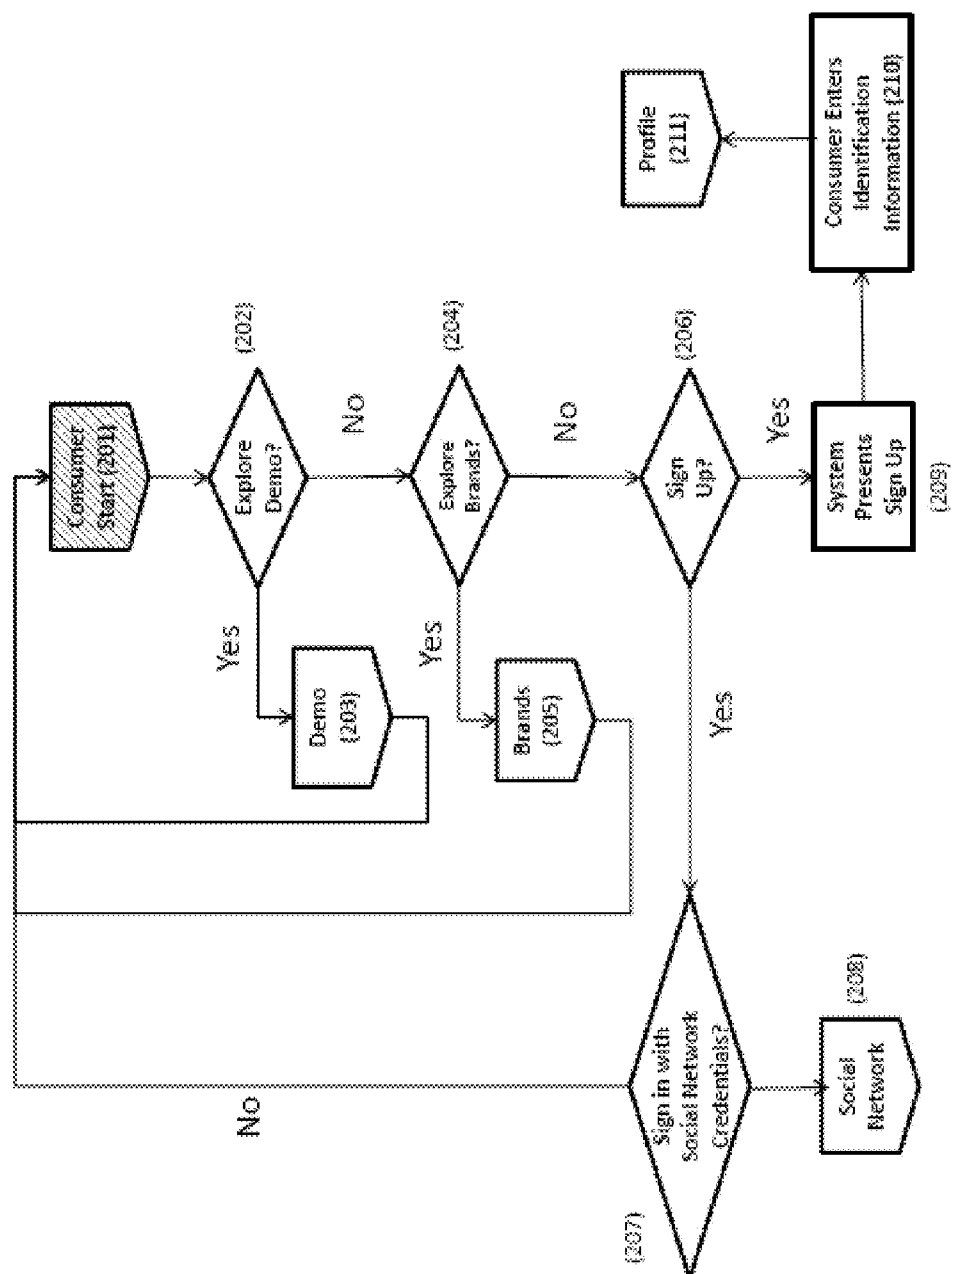 Consumer
Start (201)
Explore
Demo?
(202)
Yes
No
Demo
(203)
Explore
Brands?
(204)
Yes
No
Brands
(205)
Sign
Up?
(206)
Yes
Yes
Sign in with
Social Network
Credentials?
(207)
No
Social
Network
(208)
System
Presents
Sign Up
(209)
Consumer Enters
Identification
Information (210)
Profile
(211)